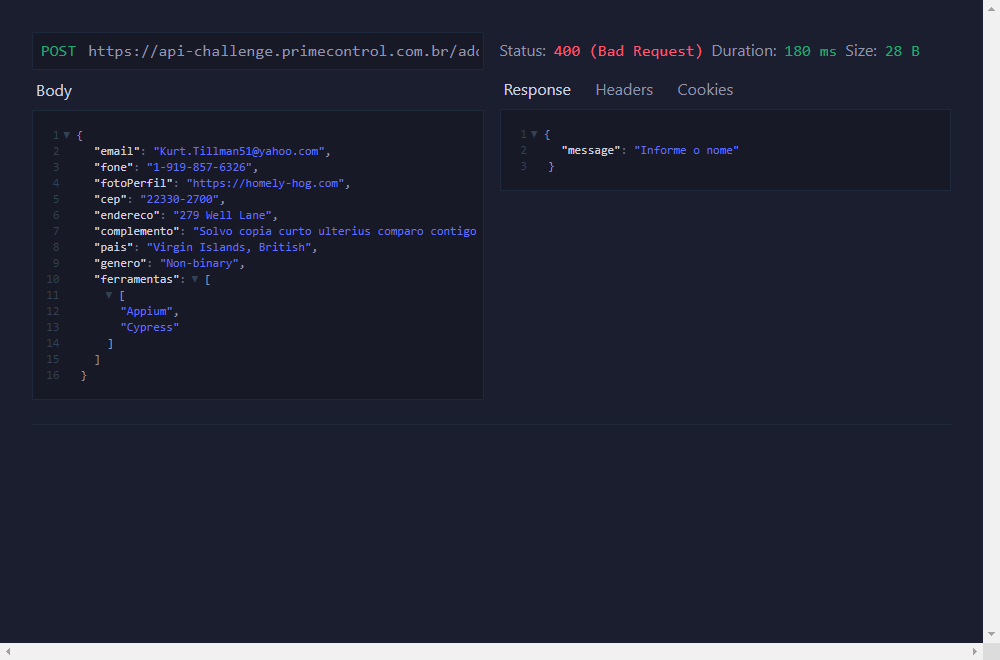 POST https://api-challenge.primecontrol.com.br/add
Status: 400 (Bad Request) Duration: 180 ms Size: 28 B
Body
1 {
2 "email": "Kurt.Tillman51@yahoo.com",
3 "fone": "1-919-857-6326",
4 "fotoPerfil": "https://homely-hog.com",
5 "cep": "22330-2700",
6 "endereco": "279 Well Lane",
7 "complemento": "Solvo copia curto ulterius comparo contigo
8 "pais": "Virgin Islands, British",
9 "genero": "Non-binary",
10 "ferramentas": [
11 [
12 "Appium",
13 "Cypress"
14 ]
15 ]
16 }
Response Headers Cookies
1 {
2 "message": "Informe o nome"
3 }